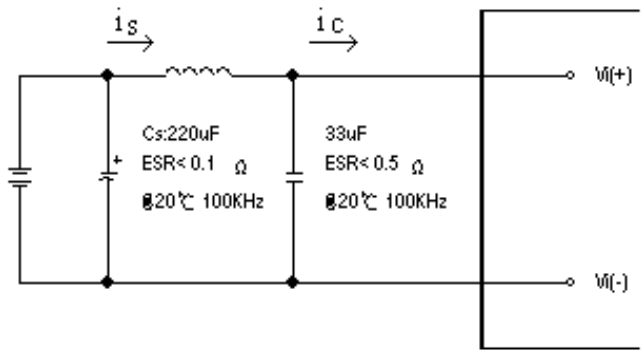 is
ic
Vi(+)
Cs:220uF
ESR< 0.1 Ω
@20℃ 100KHz
33uF
ESR< 0.5 Ω
@20℃ 100KHz
Vi(-)
+